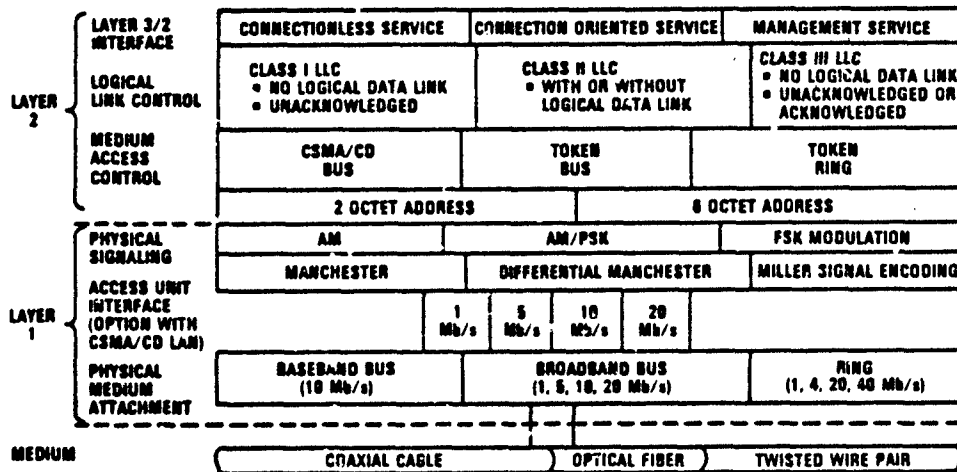 LAYER 3/2 INTERFACE
CONNECTIONLESS SERVICE
CONNECTION ORIENTED SERVICE
MANAGEMENT SERVICE
LAYER 2
LOGICAL LINK CONTROL
CLASS I LLC
• NO LOGICAL DATA LINK
• UNACKNOWLEDGED
CLASS II LLC
• WITH OR WITHOUT
LOGICAL DATA LINK
CLASS III LLC
• NO LOGICAL DATA LINK
• UNACKNOWLEDGED OR
ACKNOWLEDGED
MEDIUM
ACCESS
CONTROL
CSMA/CD
BUS
TOKEN
BUS
TOKEN
RING
2 OCTET ADDRESS
6 OCTET ADDRESS
LAYER 1
PHYSICAL
SIGNALING
AM
AM/PSK
FSK MODULATION
MANCHESTER
DIFFERENTIAL MANCHESTER
MILLER SIGNAL ENCODING
ACCESS UNIT
INTERFACE
(OPTION WITH
CSMA/CD LAN)
1
Mb/s
5
Mb/s
10
Mb/s
20
Mb/s
PHYSICAL
MEDIUM
ATTACHMENT
BASEBAND BUS
(10 Mb/s)
BROADBAND BUS
(1, 5, 10, 20 Mb/s)
RING
(1, 4, 20, 40 Mb/s)
MEDIUM
COAXIAL CABLE
OPTICAL FIBER
TWISTED WIRE PAIR